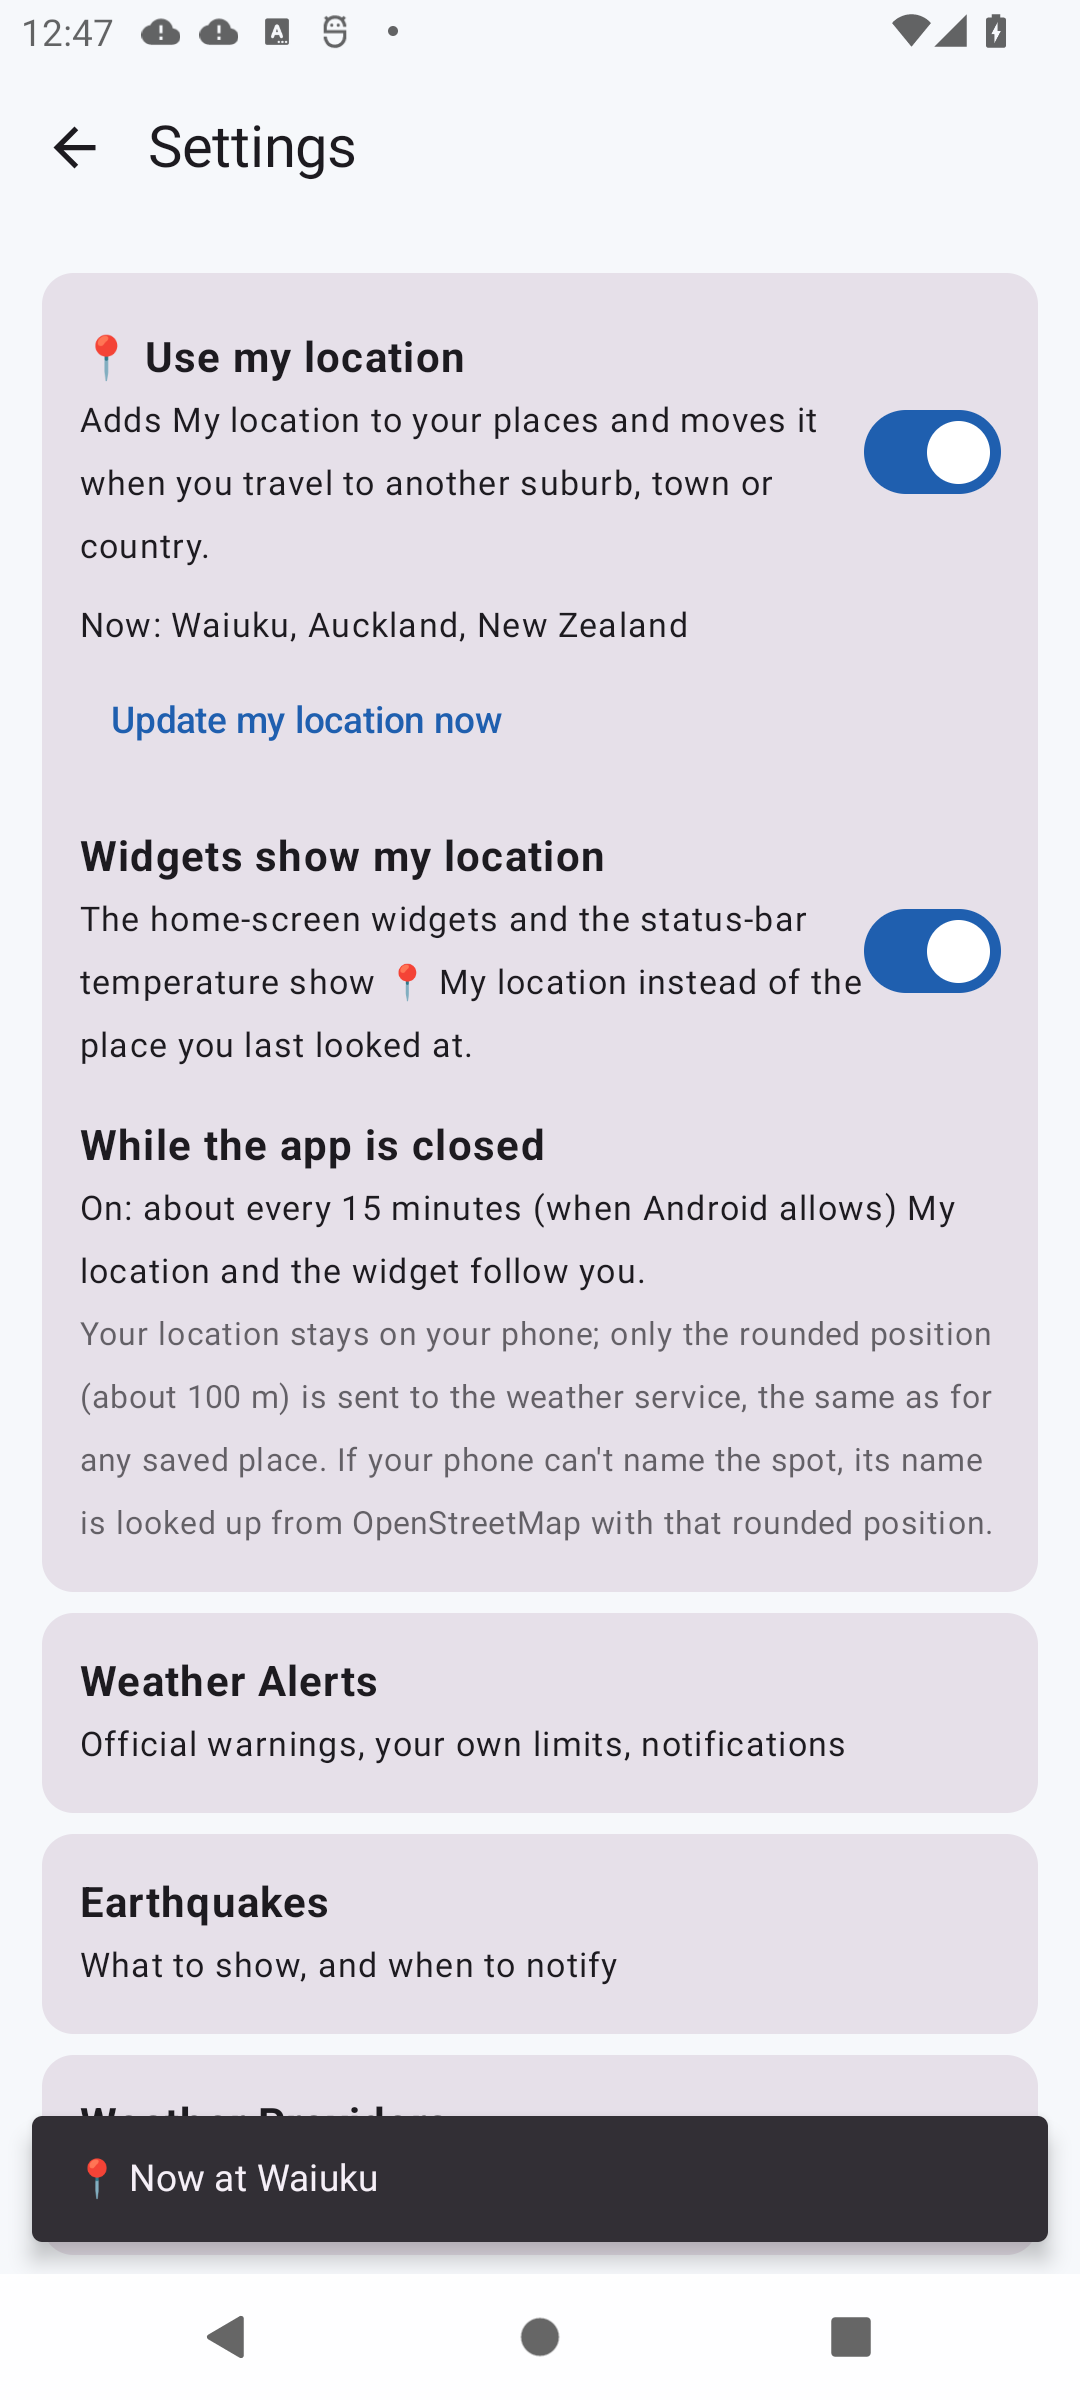 12:47
Settings
📍 Use my location
Adds My location to your places and moves it
when you travel to another suburb, town or
country.
Now: Waiuku, Auckland, New Zealand
Update my location now
Widgets show my location
The home-screen widgets and the status-bar
temperature show 📍 My location instead of the
place you last looked at.
While the app is closed
On: about every 15 minutes (when Android allows) My
location and the widget follow you.
Your location stays on your phone; only the rounded position
(about 100 m) is sent to the weather service, the same as for
any saved place. If your phone can't name the spot, its name
is looked up from OpenStreetMap with that rounded position.
Weather Alerts
Official warnings, your own limits, notifications
Earthquakes
What to show, and when to notify
Weather Providers
📍 Now at Waiuku